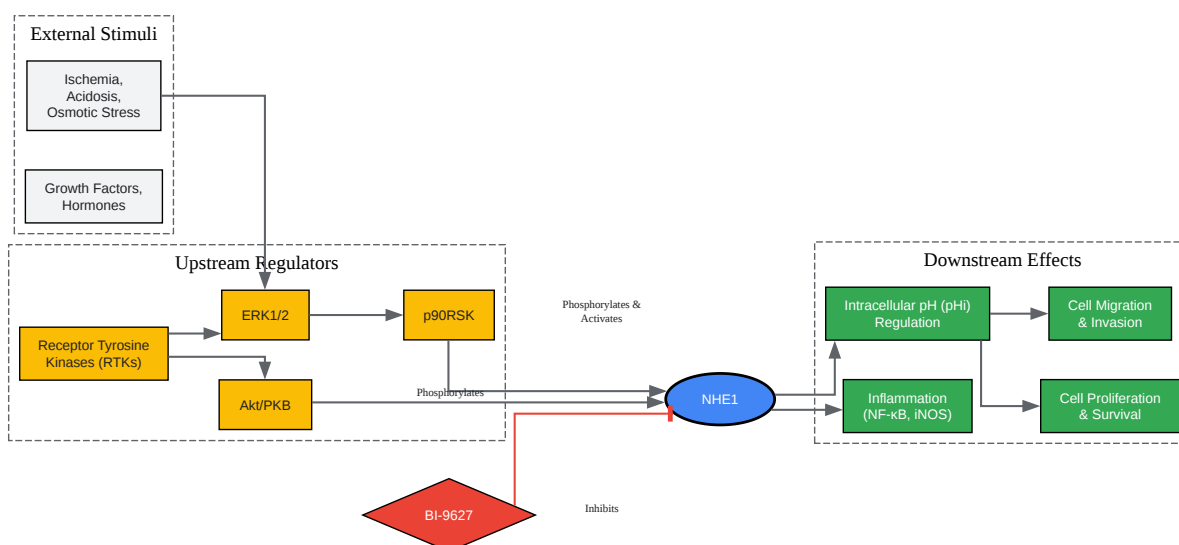 External Stimuli
Ischemia,
Acidosis,
Osmotic Stress
Growth Factors,
Hormones
Upstream Regulators
ERK1/2
p90RSK
Receptor Tyrosine
Kinases (RTKs)
Akt/PKB
Phosphorylates &
Activates
Phosphorylates
NHE1
BI-9627
Inhibits
Downstream Effects
Intracellular pH (pHi)
Regulation
Cell Migration
& Invasion
Inflammation
(NF-κB, iNOS)
Cell Proliferation
& Survival